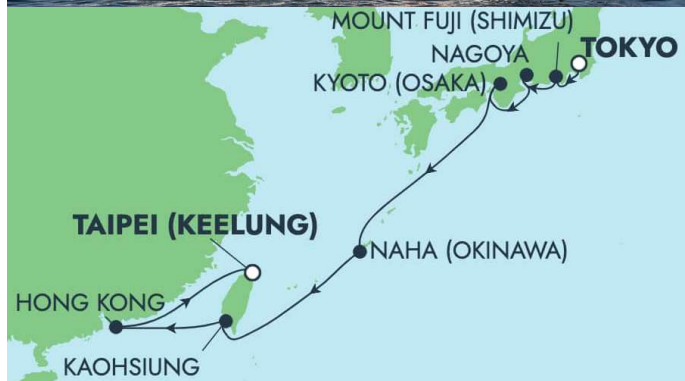 MOUNT FUJI (SHIMIZU)
NAGOYA
TOKYO
KYOTO (OSAKA)
TAIPEI (KEELUNG)
NAHA (OKINAWA)
HONG KONG
KAOHSIUNG